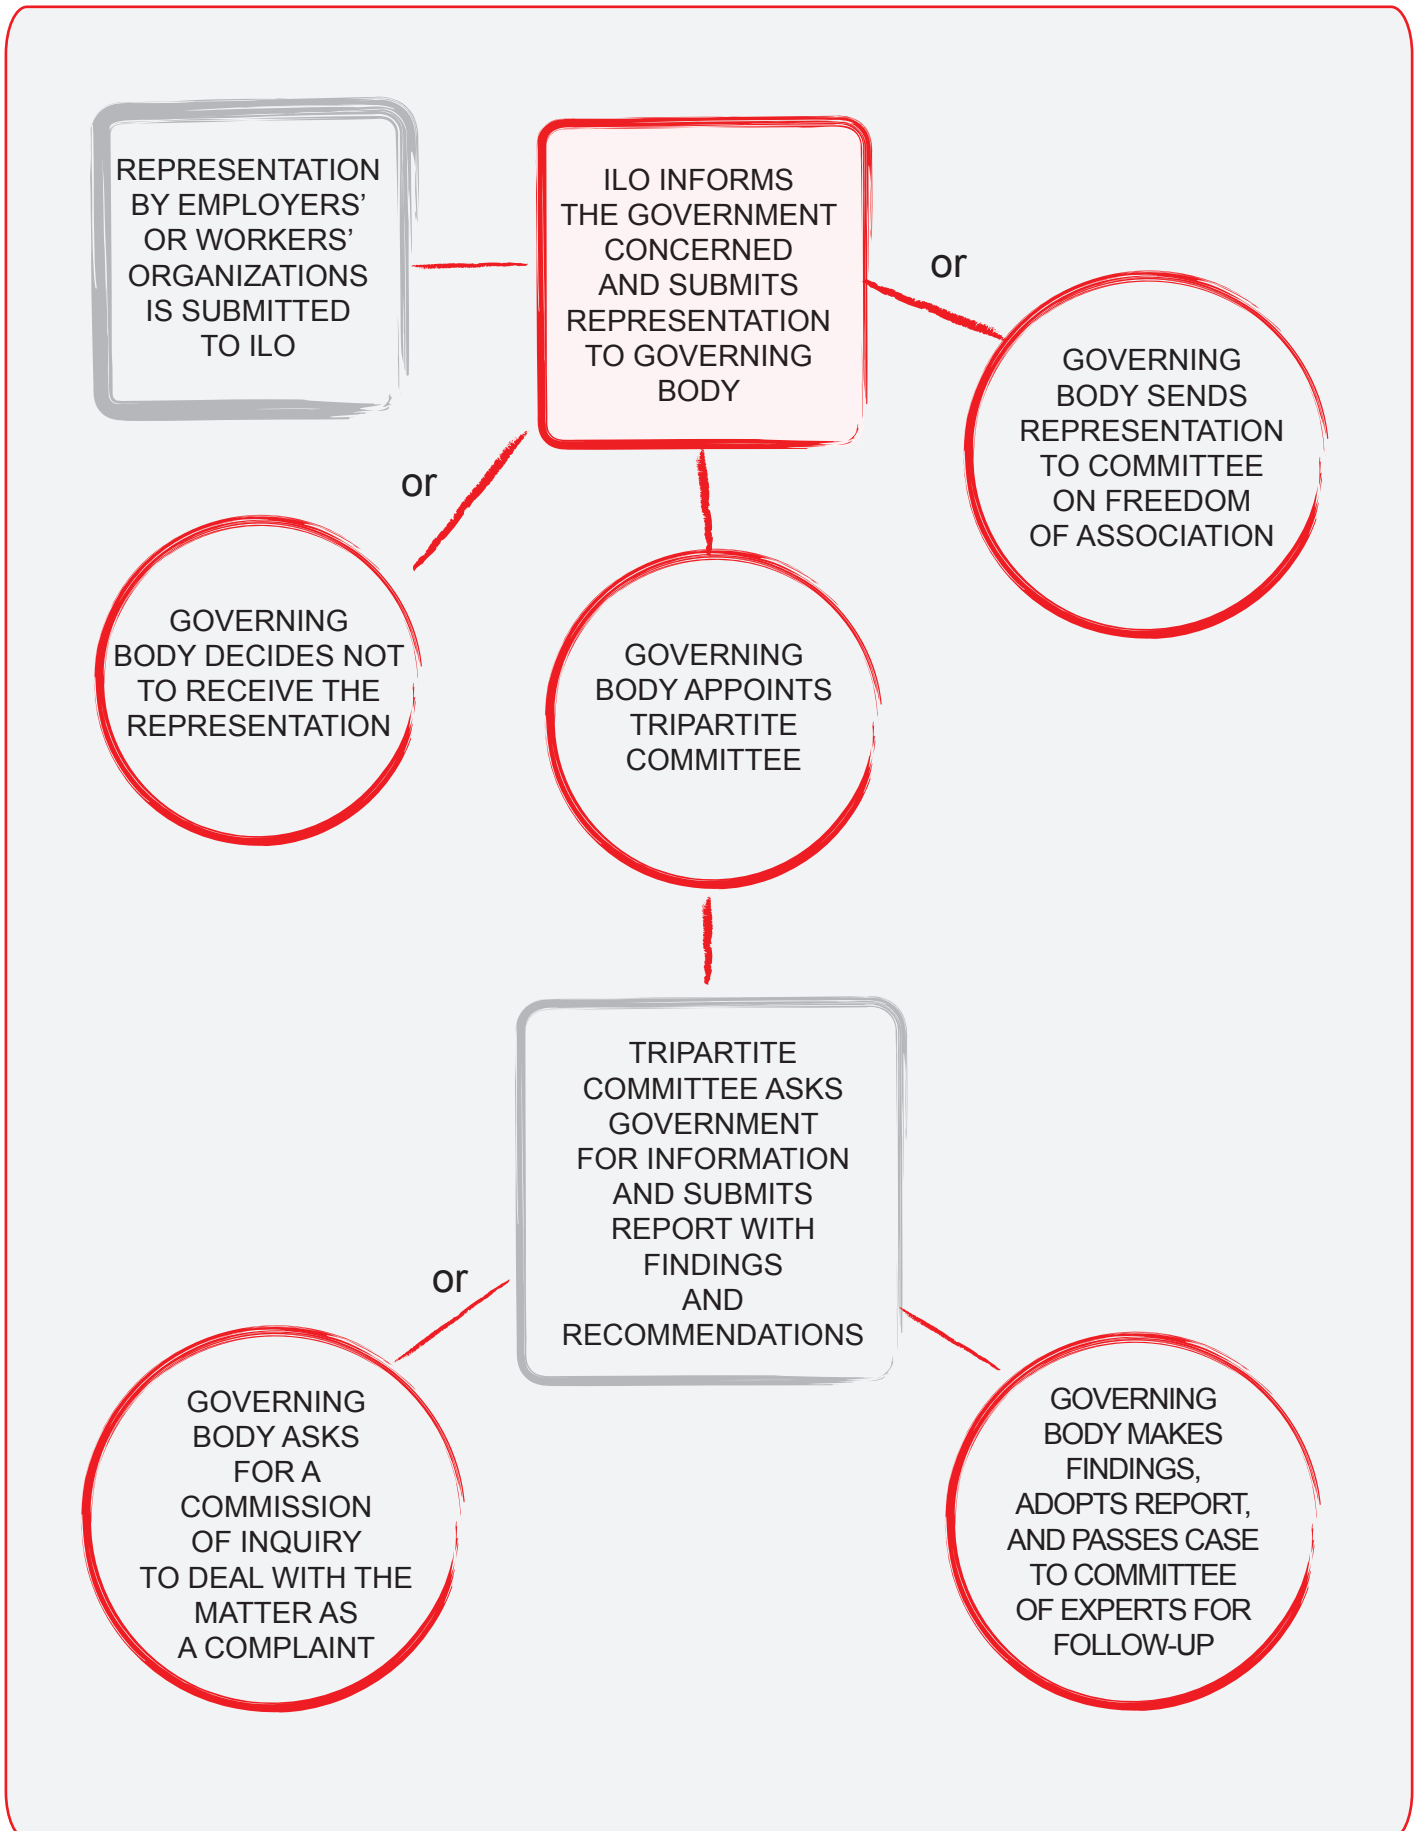 REPRESENTATION
BY EMPLOYERS’
OR WORKERS’
ORGANIZATIONS
IS SUBMITTED
TO ILO
ILO INFORMS
THE GOVERNMENT
CONCERNED
AND SUBMITS
REPRESENTATION
TO GOVERNING
BODY
or
GOVERNING
BODY SENDS
REPRESENTATION
TO COMMITTEE
ON FREEDOM
OF ASSOCIATION
or
GOVERNING
BODY DECIDES NOT
TO RECEIVE THE
REPRESENTATION
GOVERNING
BODY APPOINTS
TRIPARTITE
COMMITTEE
TRIPARTITE
COMMITTEE ASKS
GOVERNMENT
FOR INFORMATION
AND SUBMITS
REPORT WITH
FINDINGS
AND
RECOMMENDATIONS
or
GOVERNING
BODY ASKS
FOR A
COMMISSION
OF INQUIRY
TO DEAL WITH THE
MATTER AS
A COMPLAINT
GOVERNING
BODY MAKES
FINDINGS,
ADOPTS REPORT,
AND PASSES CASE
TO COMMITTEE
OF EXPERTS FOR
FOLLOW-UP